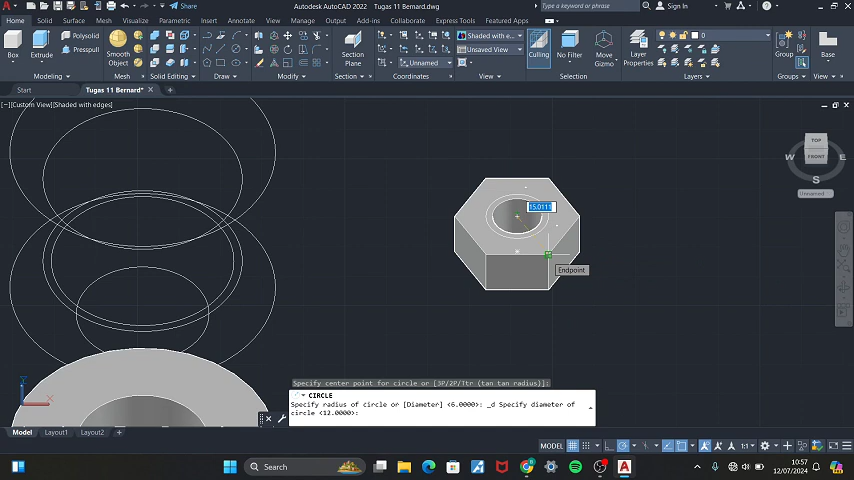 A Share Autodesk AutoCAD 2022 Tugas 11 Bernard.dwg Type a keyword or phrase Sign In
Home Solid Surface Mesh Visualize Parametric Insert Annotate View Manage Output Add-ins Collaborate Express Tools Featured Apps
Box Extrude Polysolid Presspull Smooth Object Section Plane Shaded with e... Unsaved View Unnamed Culling No Filter Move Gizmo Layer Properties 0 Group Base
Modeling Mesh Solid Editing Draw Modify Section Coordinates View Selection Layers Groups View
Start Tugas 11 Bernard*
[−][Custom View][Shaded with edges]
TOP
W FRONT E
S
Unnamed
15.0111
Endpoint
Specify center point for circle or [3P/2P/Ttr (tan tan radius)]:
CIRCLE
Specify radius of circle or [Diameter] <6.0000>: _d Specify diameter of
circle <12.0000>:
Model Layout1 Layout2 +
MODEL 1:1
Search 10:57
12/07/2024